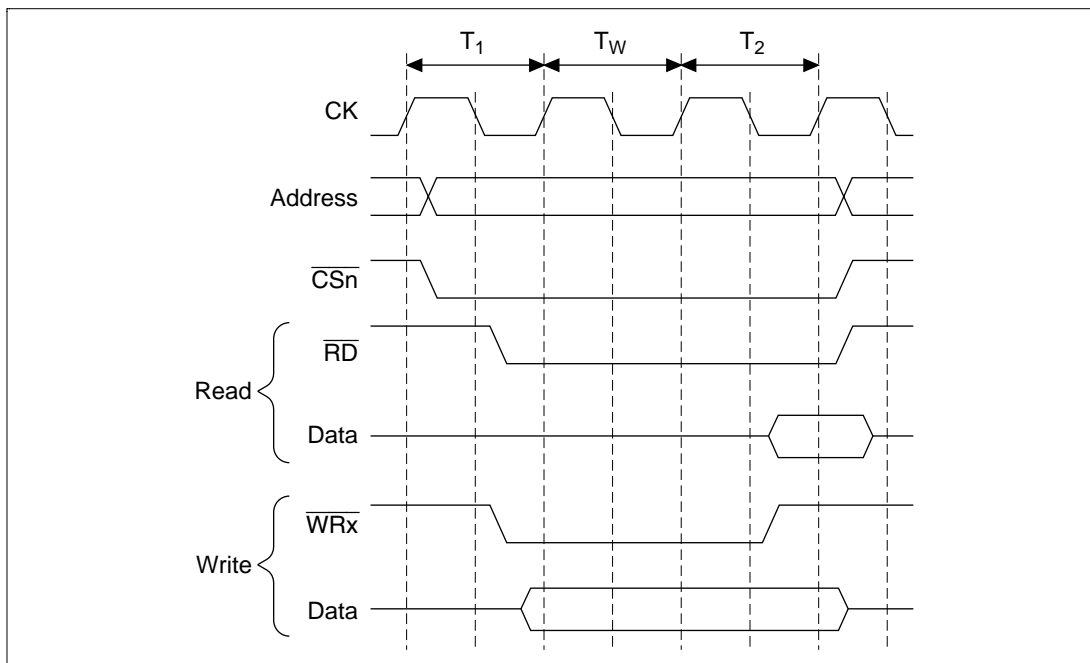 T1 TW T2
CK
Address
CSn
RD
Read
Data
WRx
Write
Data